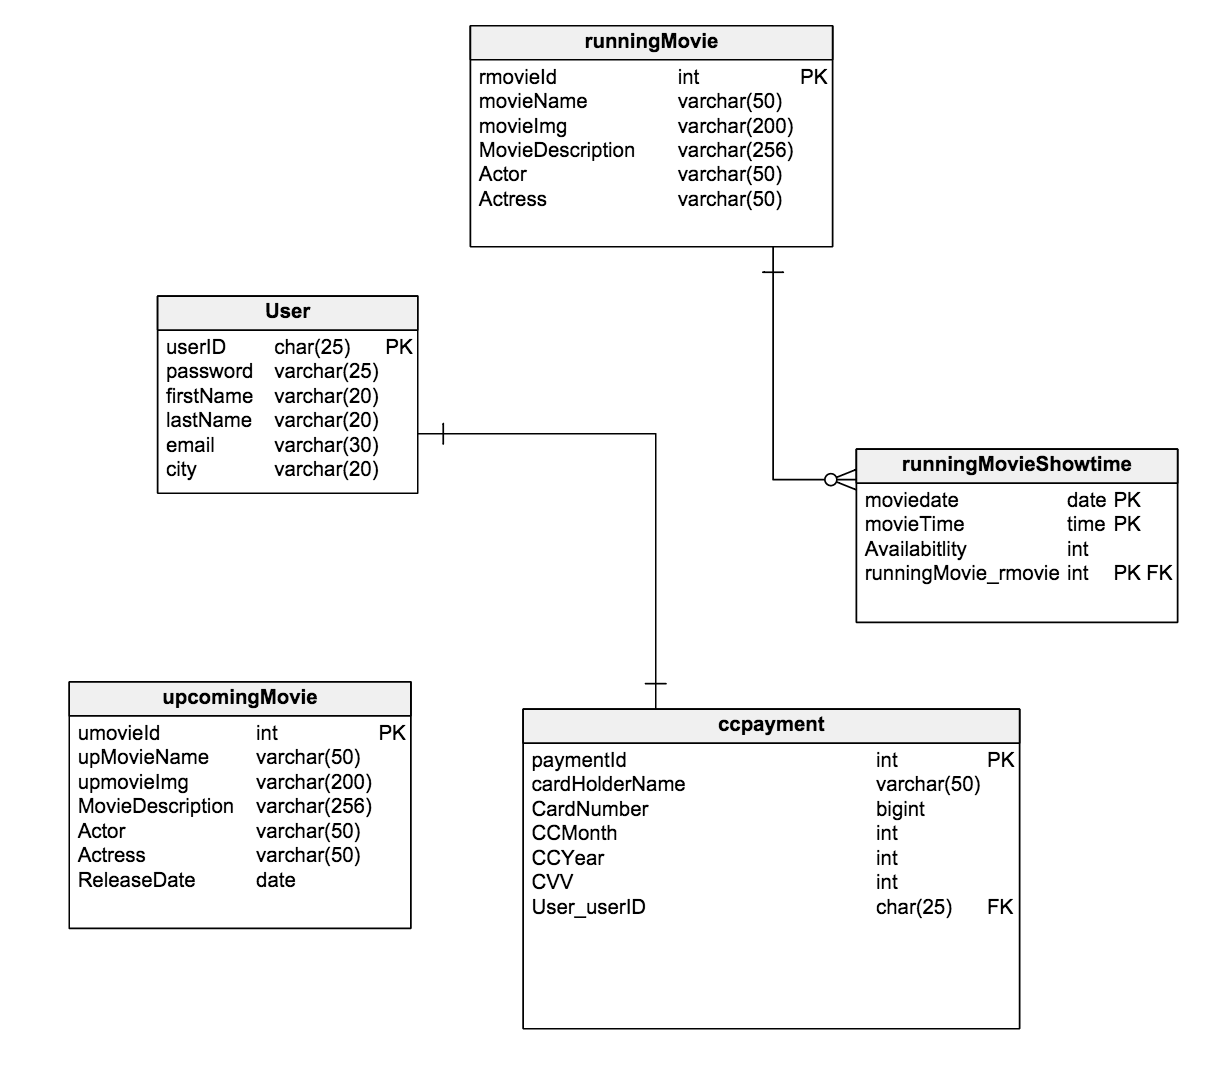 runningMovie
rmovieId int PK
movieName varchar(50)
movieImg varchar(200)
MovieDescription varchar(256)
Actor varchar(50)
Actress varchar(50)
User
userID char(25) PK
password varchar(25)
firstName varchar(20)
lastName varchar(20)
email varchar(30)
city varchar(20)
runningMovieShowtime
moviedate date PK
movieTime time PK
Availabitlity int
runningMovie_rmovie int PK FK
upcomingMovie
umovieId int PK
upMovieName varchar(50)
upmovieImg varchar(200)
MovieDescription varchar(256)
Actor varchar(50)
Actress varchar(50)
ReleaseDate date
ccpayment
paymentId int PK
cardHolderName varchar(50)
CardNumber bigint
CCMonth int
CCYear int
CVV int
User_userID char(25) FK